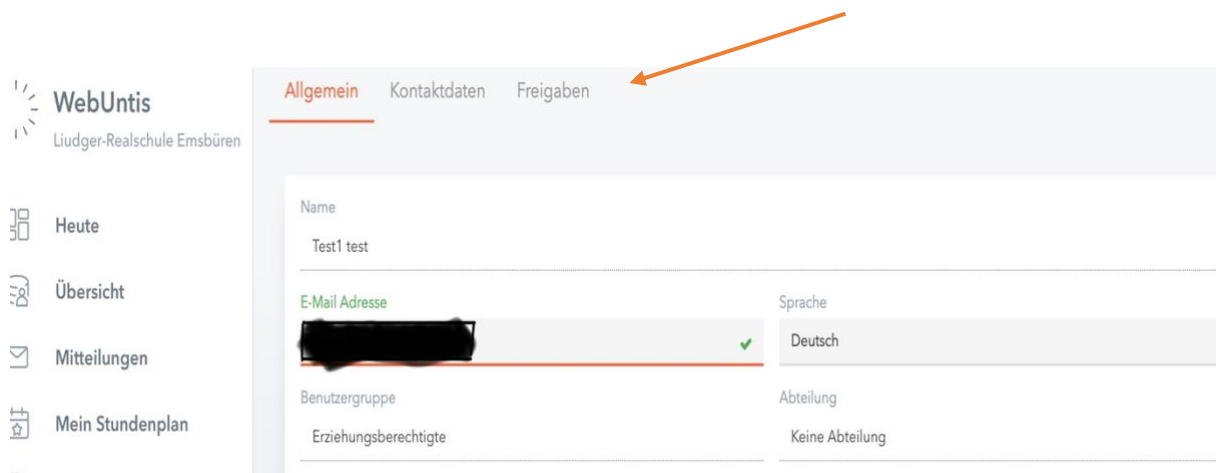 Allgemein Kontaktdaten Freigaben
WebUntis
Liudger-Realschule Emsbüren
Heute
Übersicht
Mitteilungen
Mein Stundenplan
Name
Test1 test
E-Mail Adresse Sprache
Deutsch
Benutzergruppe Abteilung
Erziehungsberechtigte Keine Abteilung